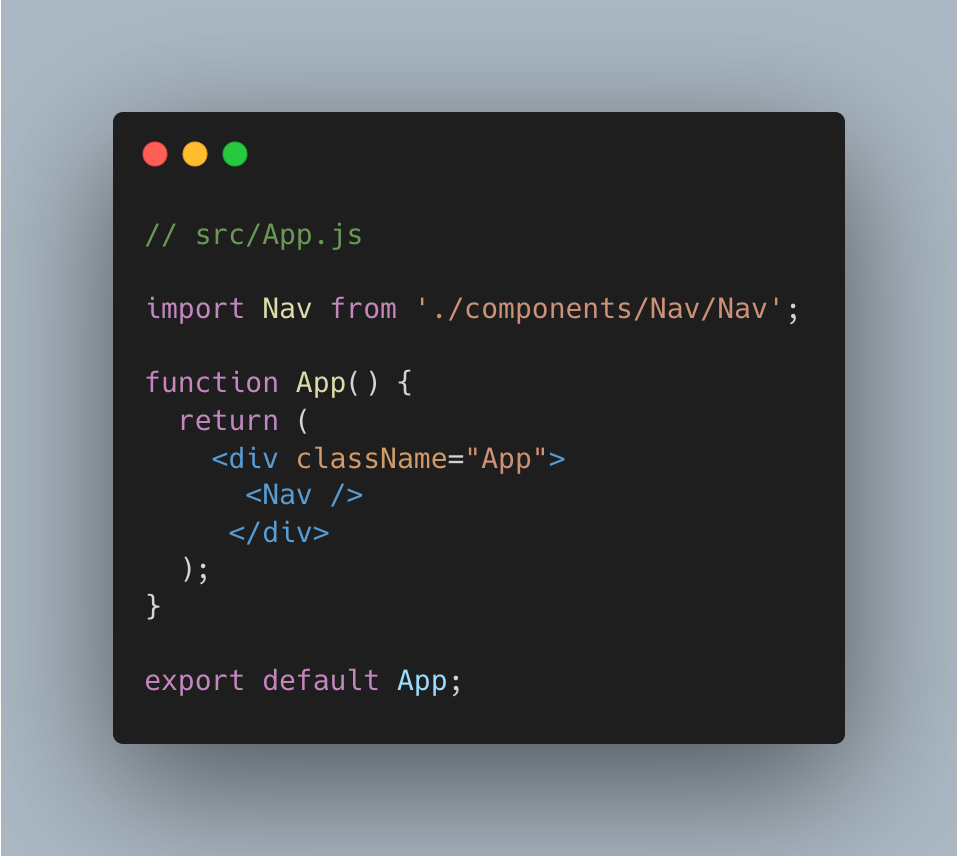 // src/App.js

import Nav from './components/Nav/Nav';

function App() {
  return (
    <div className="App">
      <Nav />
     </div>
  );
}

export default App;